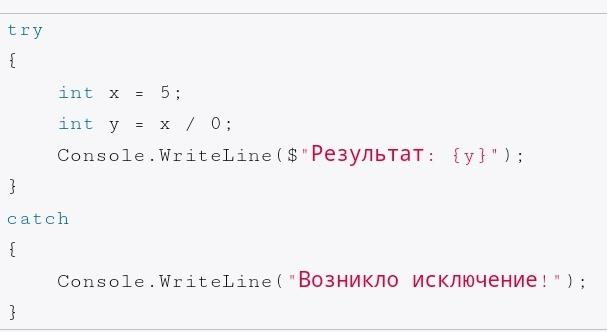 try
{
int x = 5;
int y = x / 0;
Console.WriteLine($"Результат: {y}");
}
catch
{
Console.WriteLine("Возникло исключение!");
}